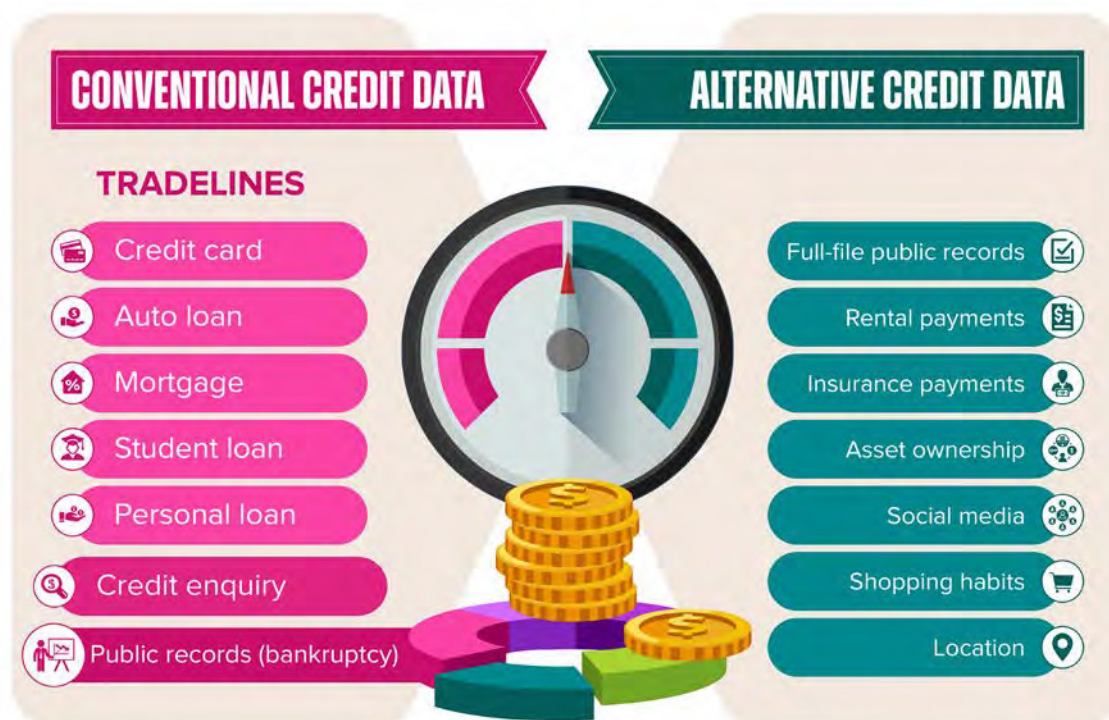 CONVENTIONAL CREDIT DATA
ALTERNATIVE CREDIT DATA
TRADELINES
Credit card
Auto loan
Mortgage
Student loan
Personal loan
Credit enquiry
Public records (bankruptcy)
Full-file public records
Rental payments
Insurance payments
Asset ownership
Social media
Shopping habits
Location